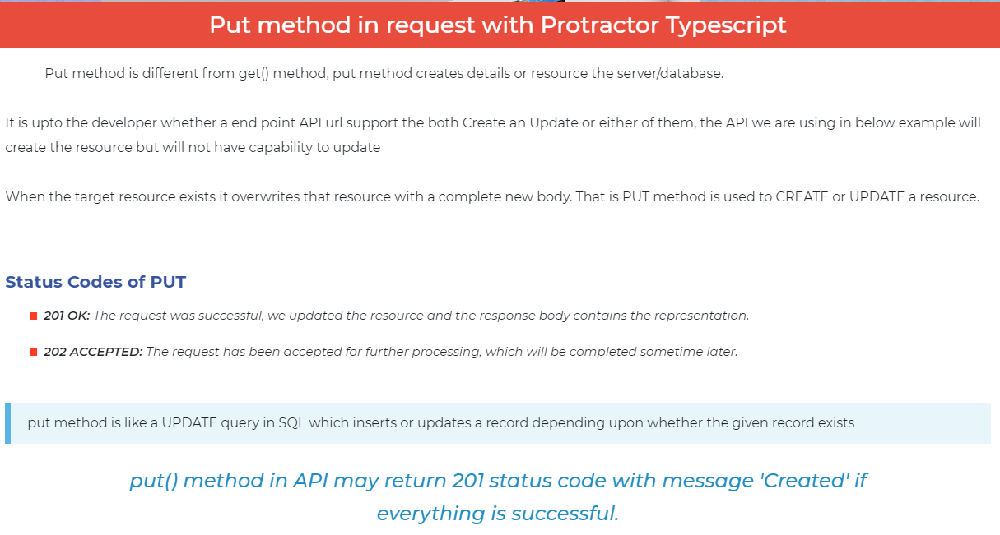 Put method in request with Protractor Typescript
Put method is different from get() method, put method creates details or resource the server/database.
It is upto the developer whether a end point API url support the both Create an Update or either of them, the API we are using in below example will
create the resource but will not have capability to update
When the target resource exists it overwrites that resource with a complete new body. That is PUT method is used to CREATE or UPDATE a resource.
Status Codes of PUT
201 OK: The request was successful, we updated the resource and the response body contains the representation.
202 ACCEPTED: The request has been accepted for further processing, which will be completed sometime later.
put method is like a UPDATE query in SQL which inserts or updates a record depending upon whether the given record exists
put() method in API may return 201 status code with message 'Created' if
everything is successful.